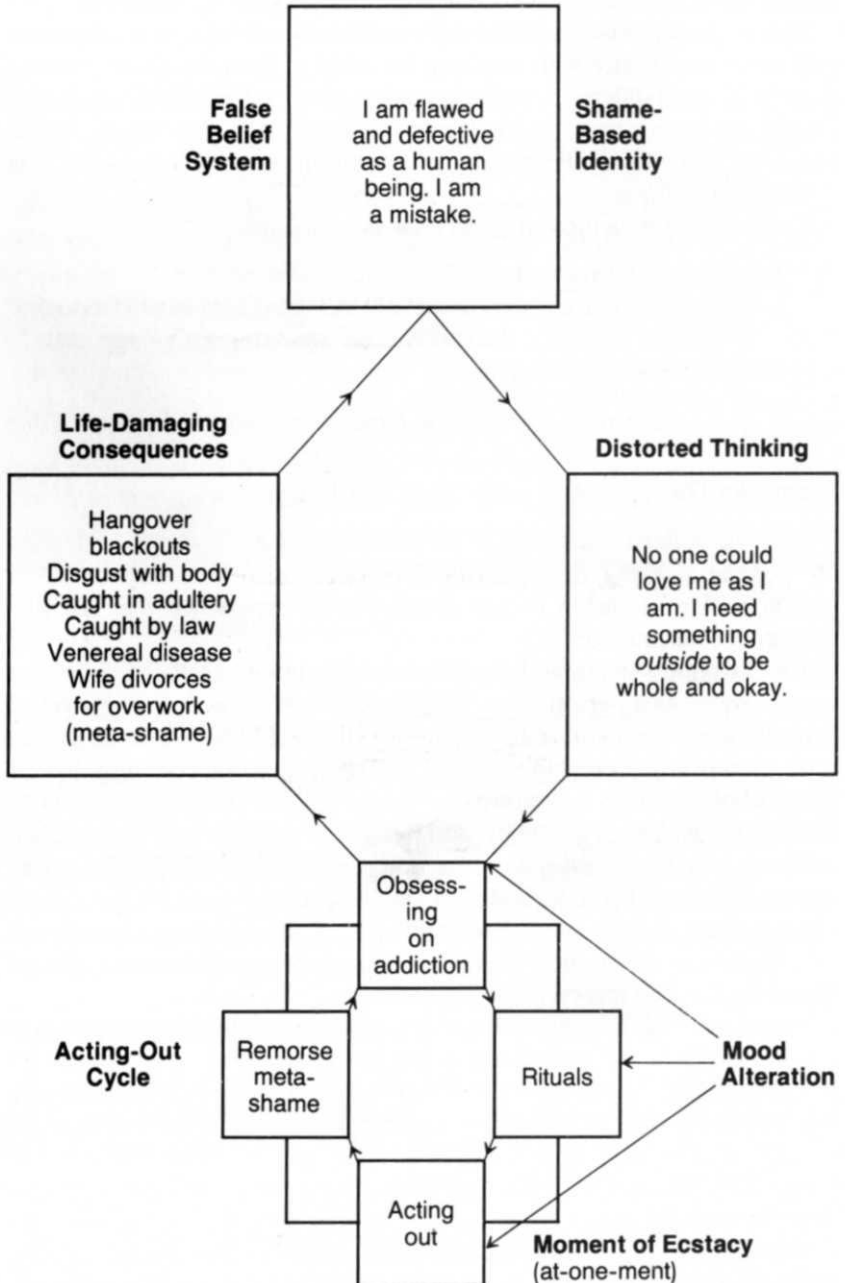 False
Belief
System
I am flawed
and defective
as a human
being. I am
a mistake.
Shame-
Based
Identity
Life-Damaging
Consequences
Hangover
blackouts
Disgust with body
Caught in adultery
Caught by law
Venereal disease
Wife divorces
for overwork
(meta-shame)
Distorted Thinking
No one could
love me as I
am. I need
something
outside to be
whole and okay.
Obsess-
ing
on
addiction
Acting-Out
Cycle
Remorse
meta-
shame
Rituals
Mood
Alteration
Acting
out
Moment of Ecstacy
(at-one-ment)